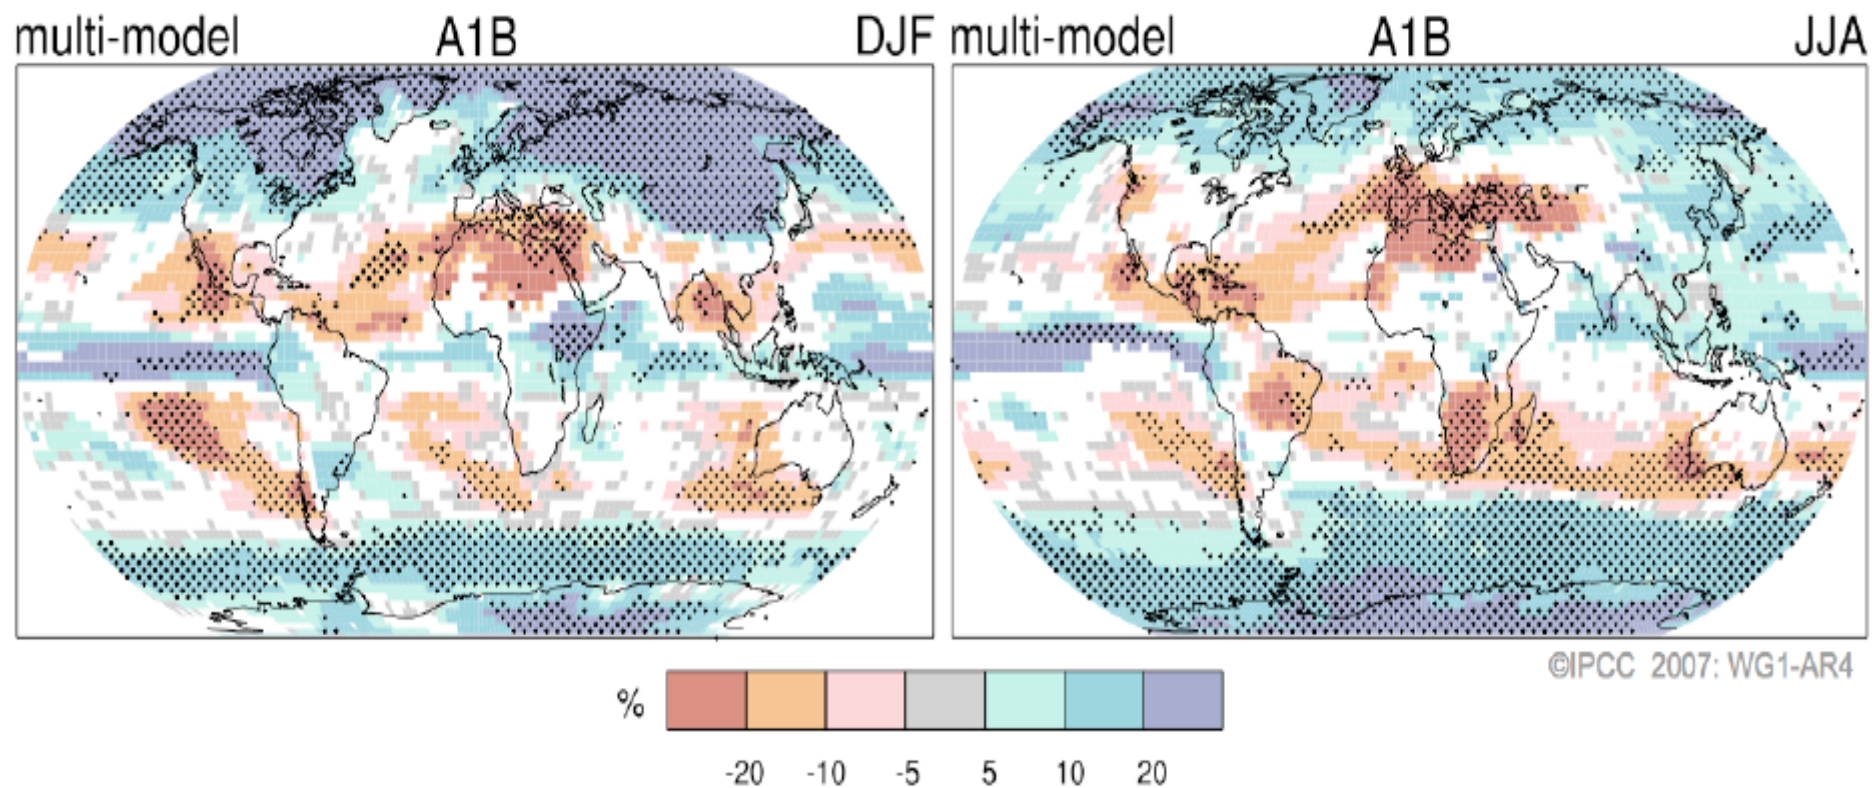 multi-model A1B DJF
multi-model A1B JJA
©IPCC 2007: WG1-AR4
%
-20 -10 -5 5 10 20